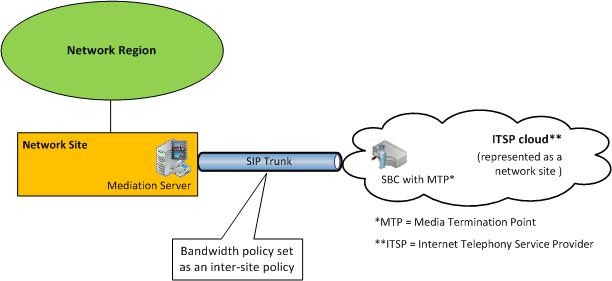 Network Region
Network Site
Mediation Server
SIP Trunk
ITSP cloud**
(represented as a
network site )
SBC with MTP*
*MTP = Media Termination Point
**ITSP = Internet Telephony Service Provider
Bandwidth policy set
as an inter-site policy